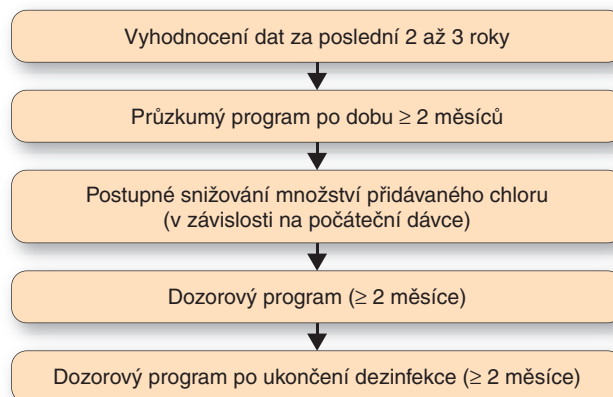 Vyhodnocení dat za poslední 2 až 3 roky
Průzkumý program po dobu ≥ 2 měsíců
Postupné snižování množství přidávaného chloru
(v závislosti na počáteční dávce)
Dozorový program (≥ 2 měsíce)
Dozorový program po ukončení dezinfekce (≥ 2 měsíce)